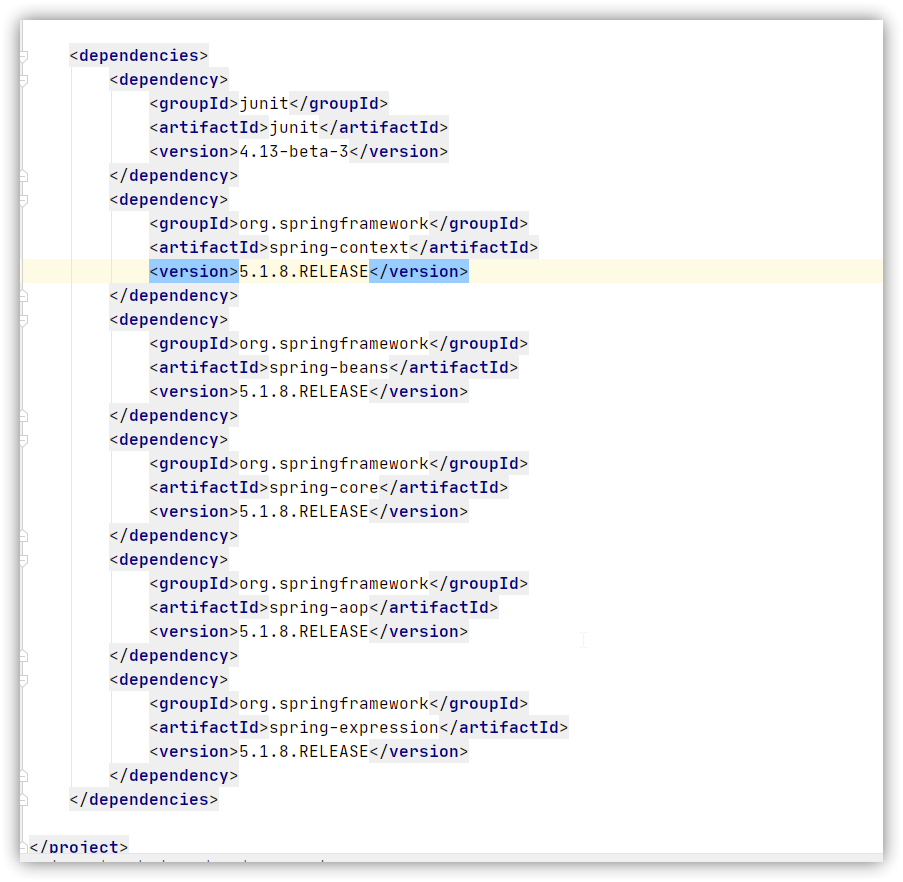 <dependencies>
<dependency>
<groupId>junit</groupId>
<artifactId>junit</artifactId>
<version>4.13-beta-3</version>
</dependency>
<dependency>
<groupId>org.springframework</groupId>
<artifactId>spring-context</artifactId>
<version>5.1.8.RELEASE</version>
</dependency>
<dependency>
<groupId>org.springframework</groupId>
<artifactId>spring-beans</artifactId>
<version>5.1.8.RELEASE</version>
</dependency>
<dependency>
<groupId>org.springframework</groupId>
<artifactId>spring-core</artifactId>
<version>5.1.8.RELEASE</version>
</dependency>
<dependency>
<groupId>org.springframework</groupId>
<artifactId>spring-aop</artifactId>
<version>5.1.8.RELEASE</version>
</dependency>
<dependency>
<groupId>org.springframework</groupId>
<artifactId>spring-expression</artifactId>
<version>5.1.8.RELEASE</version>
</dependency>
</dependencies>
</project>